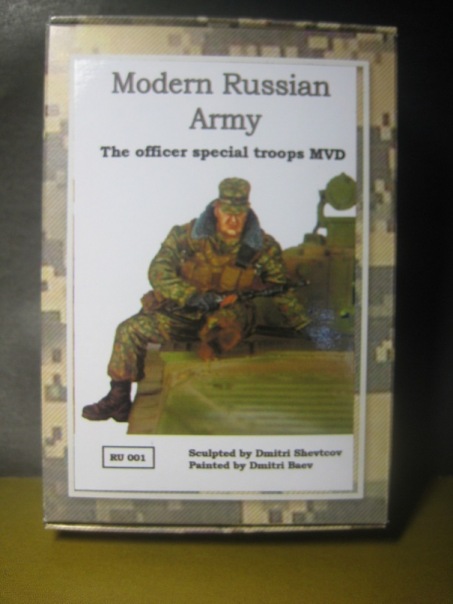 Modern Russian
Army
The officer special troops MVD
RU 001
Sculpted by Dmitri Shevtcov
Painted by Dmitri Baev